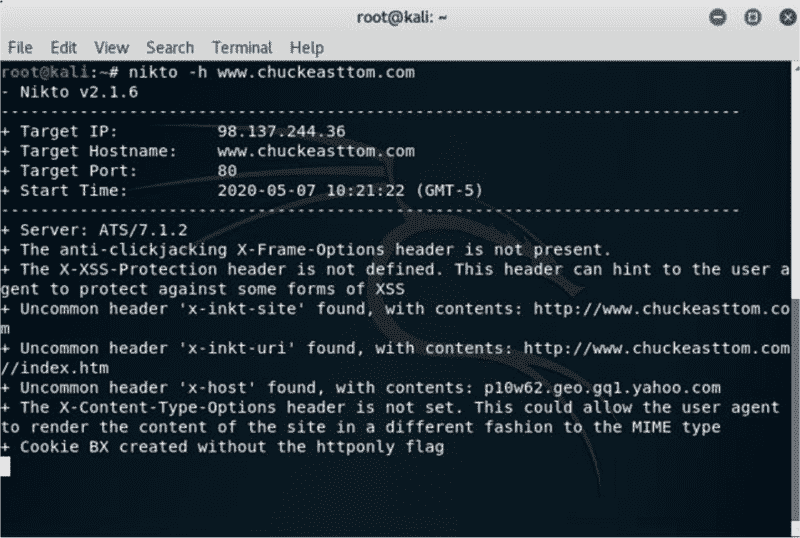 root@kali: ~
File Edit View Search Terminal Help
root@kali:~# nikto -h www.chuckeasttom.com
- Nikto v2.1.6
---------------------------------------------------------------------------
+ Target IP:          98.137.244.36
+ Target Hostname:    www.chuckeasttom.com
+ Target Port:        80
+ Start Time:         2020-05-07 10:21:22 (GMT-5)
---------------------------------------------------------------------------
+ Server: ATS/7.1.2
+ The anti-clickjacking X-Frame-Options header is not present.
+ The X-XSS-Protection header is not defined. This header can hint to the user a
gent to protect against some forms of XSS
+ Uncommon header 'x-inkt-site' found, with contents: http://www.chuckeasttom.co
m
+ Uncommon header 'x-inkt-uri' found, with contents: http://www.chuckeasttom.com
//index.htm
+ Uncommon header 'x-host' found, with contents: p10w62.geo.gq1.yahoo.com
+ The X-Content-Type-Options header is not set. This could allow the user agent
to render the content of the site in a different fashion to the MIME type
+ Cookie BX created without the httponly flag